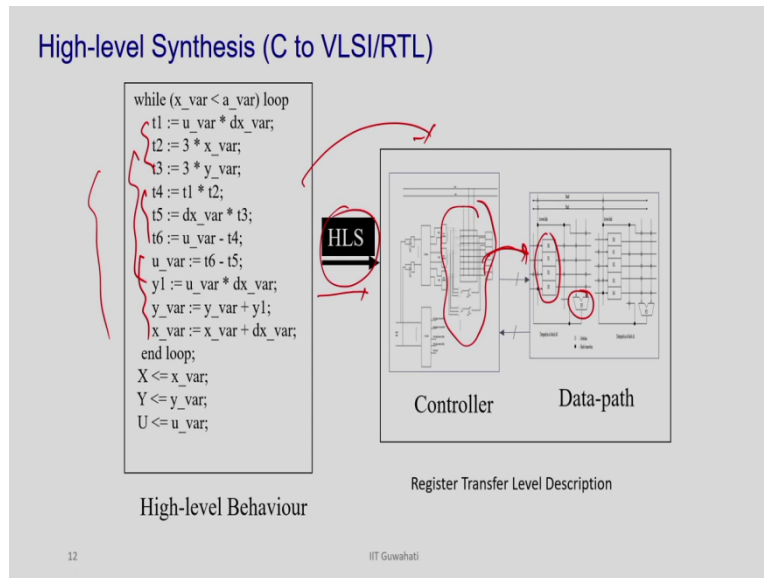 High-level Synthesis (C to VLSI/RTL)
while (x_var < a_var) loop
t1 := u_var * dx_var;
t2 := 3 * x_var;
t3 := 3 * y_var;
t4 := t1 * t2;
t5 := dx_var * t3;
t6 := u_var - t4;
u_var := t6 - t5;
y1 := u_var * dx_var;
y_var := y_var + y1;
x_var := x_var + dx_var;
end loop;
X <= x_var;
Y <= y_var;
U <= u_var;
High-level Behaviour
HLS
Controller
Data-path
Register Transfer Level Description
12
IIT Guwahati